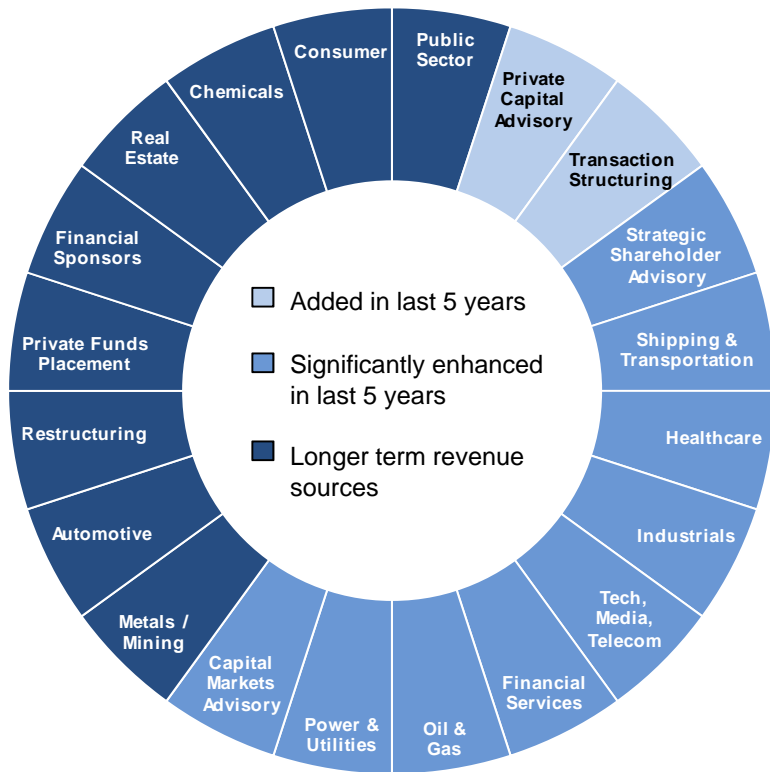 Public
Sector
Private
Capital
Advisory
Transaction
Structuring
Strategic
Shareholder
Advisory
Shipping &
Transportation
Healthcare
Industrials
Tech,
Media,
Telecom
Financial
Services
Oil &
Gas
Power &
Utilities
Capital
Markets
Advisory
Metals /
Mining
Automotive
Restructuring
Private Funds
Placement
Financial
Sponsors
Real
Estate
Chemicals
Consumer
Added in last 5 years
Significantly enhanced
in last 5 years
Longer term revenue
sources